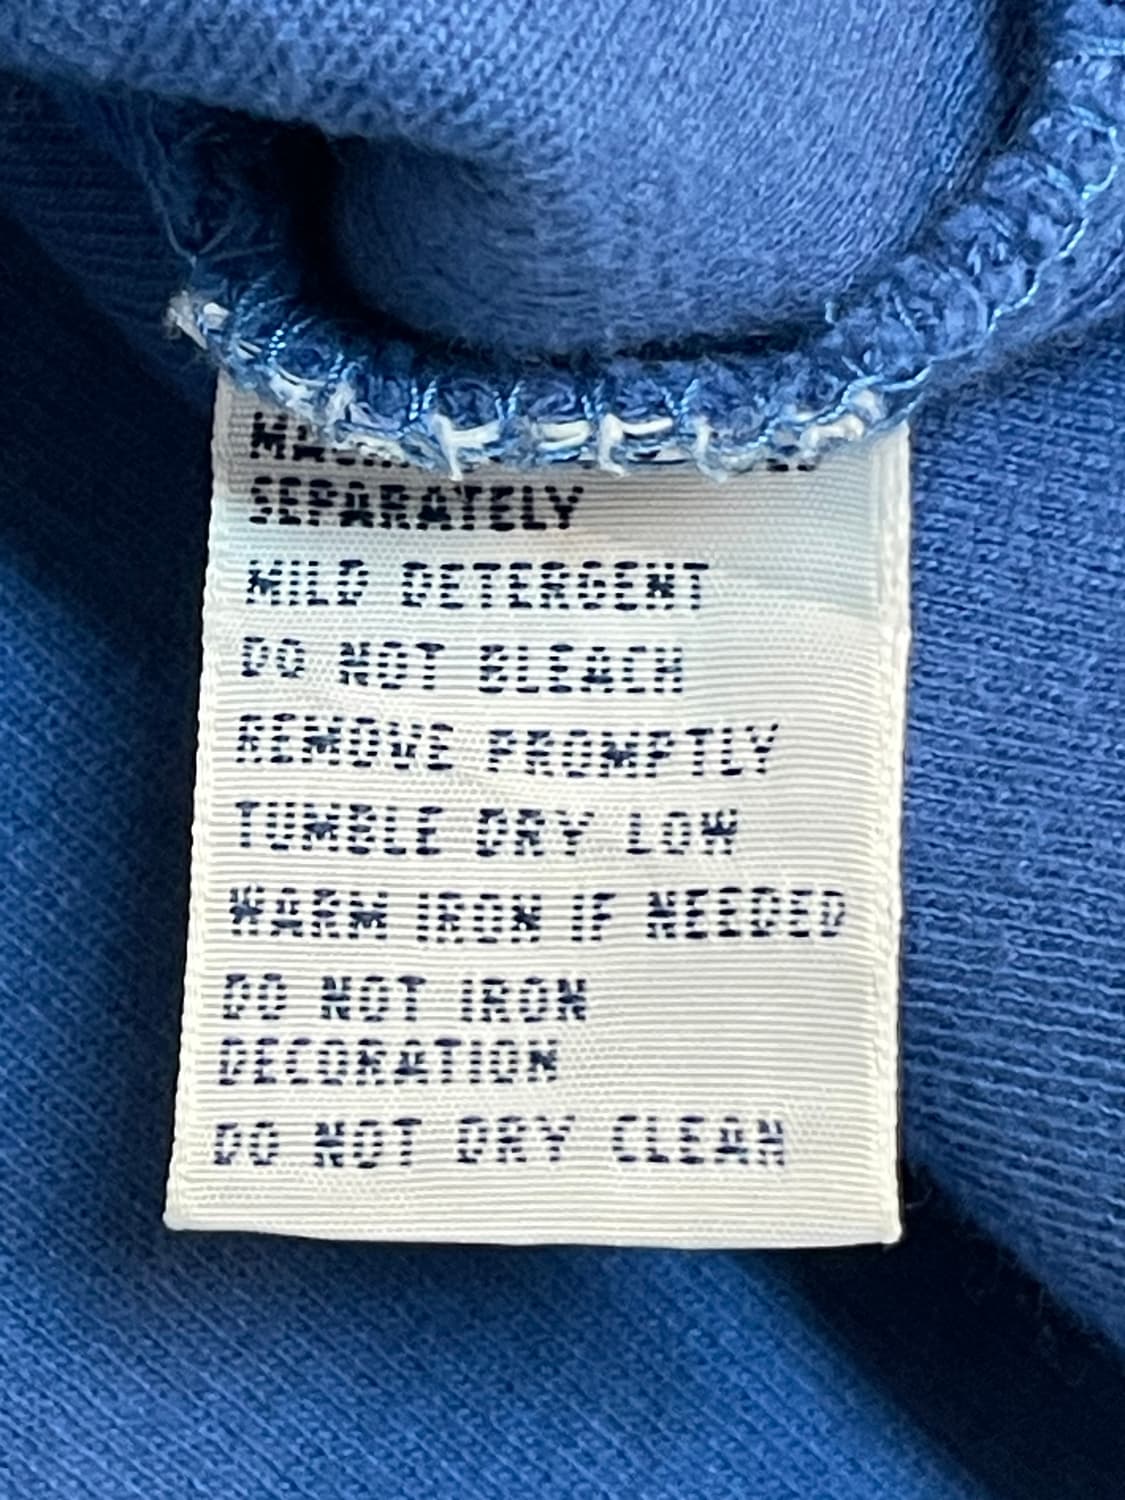 SEPARATELY
MILD DETERGENT
DO NOT BLEACH
REMOVE PROMPTLY
TUMBLE DRY LOW
WARM IRON IF NEEDED
DO NOT IRON
DECORATION
DO NOT DRY CLEAN